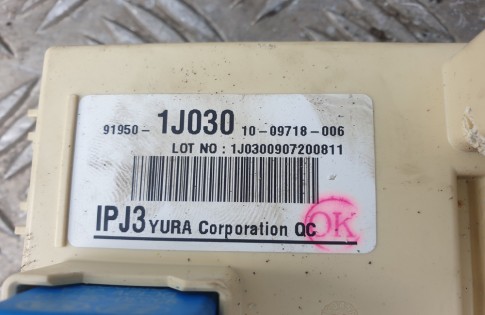 91950- 1J030 10-09718-006
LOT NO : 1J0300907200811
IPJ3 YURA Corporation QC
OK